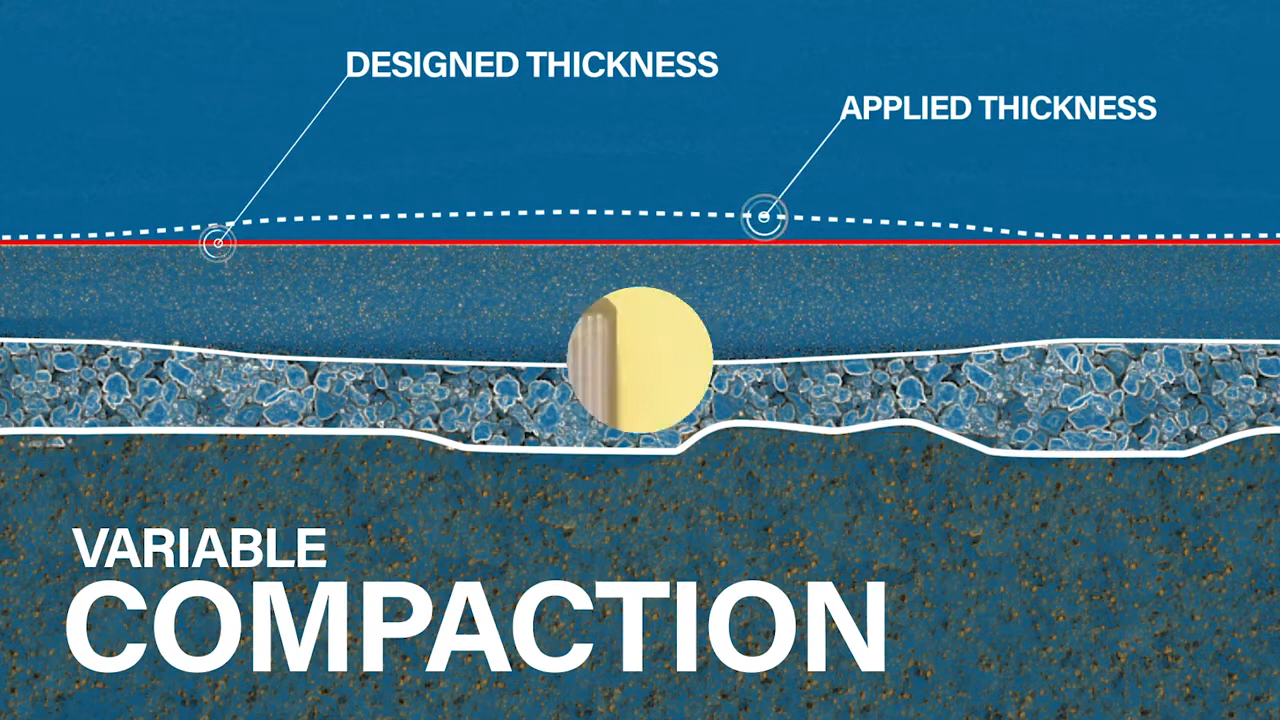 DESIGNED THICKNESS
APPLIED THICKNESS
VARIABLE
COMPACTION